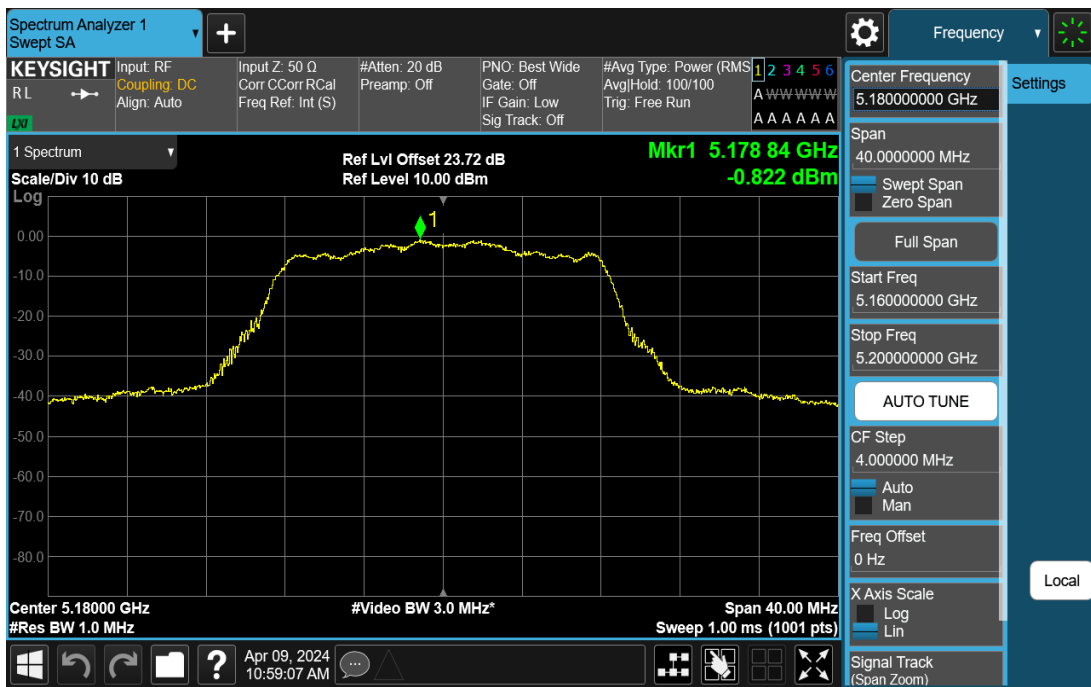 Spectrum Analyzer 1
Swept SA
+
Frequency
KEYSIGHT
R L
LXI
Input: RF
Coupling: DC
Align: Auto
Input Z: 50 Ω
Corr CCorr RCal
Freq Ref: Int (S)
#Atten: 20 dB
Preamp: Off
PNO: Best Wide
Gate: Off
IF Gain: Low
Sig Track: Off
#Avg Type: Power (RMS
Avg|Hold: 100/100
Trig: Free Run
1 2 3 4 5 6
A W W W W W
A A A A A A
1 Spectrum
Scale/Div 10 dB
Log
Ref Lvl Offset 23.72 dB
Ref Level 10.00 dBm
Mkr1 5.178 84 GHz
-0.822 dBm
1
0.00
-10.0
-20.0
-30.0
-40.0
-50.0
-60.0
-70.0
-80.0
Center 5.18000 GHz
#Res BW 1.0 MHz
#Video BW 3.0 MHz*
Span 40.00 MHz
Sweep 1.00 ms (1001 pts)
?
Apr 09, 2024
10:59:07 AM
Center Frequency
5.180000000 GHz
Span
40.0000000 MHz
Swept Span
Zero Span
Full Span
Start Freq
5.160000000 GHz
Stop Freq
5.200000000 GHz
AUTO TUNE
CF Step
4.000000 MHz
Auto
Man
Freq Offset
0 Hz
X Axis Scale
Log
Lin
Signal Track
(Span Zoom)
Settings
Local